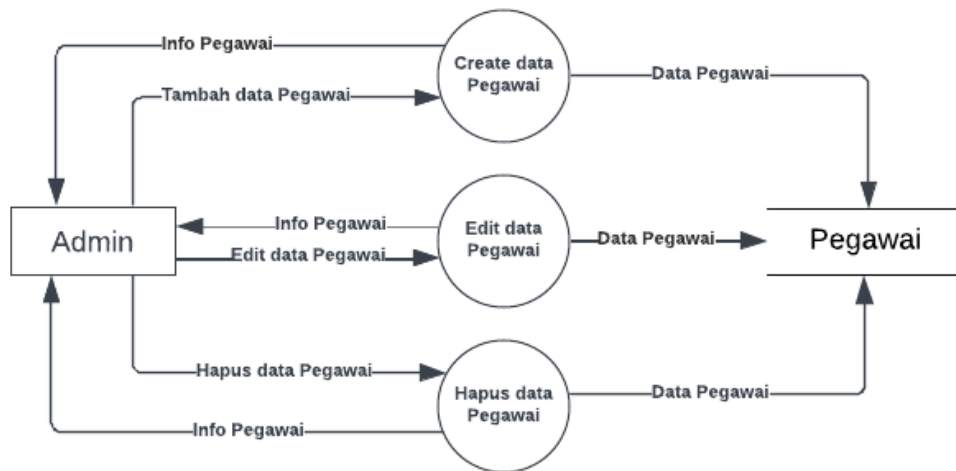 Info Pegawai
Create data
Pegawai
Data Pegawai
Tambah data Pegawai
Admin
Info Pegawai
Edit data Pegawai
Edit data
Pegawai
Data Pegawai
Pegawai
Hapus data Pegawai
Info Pegawai
Hapus data
Pegawai
Data Pegawai